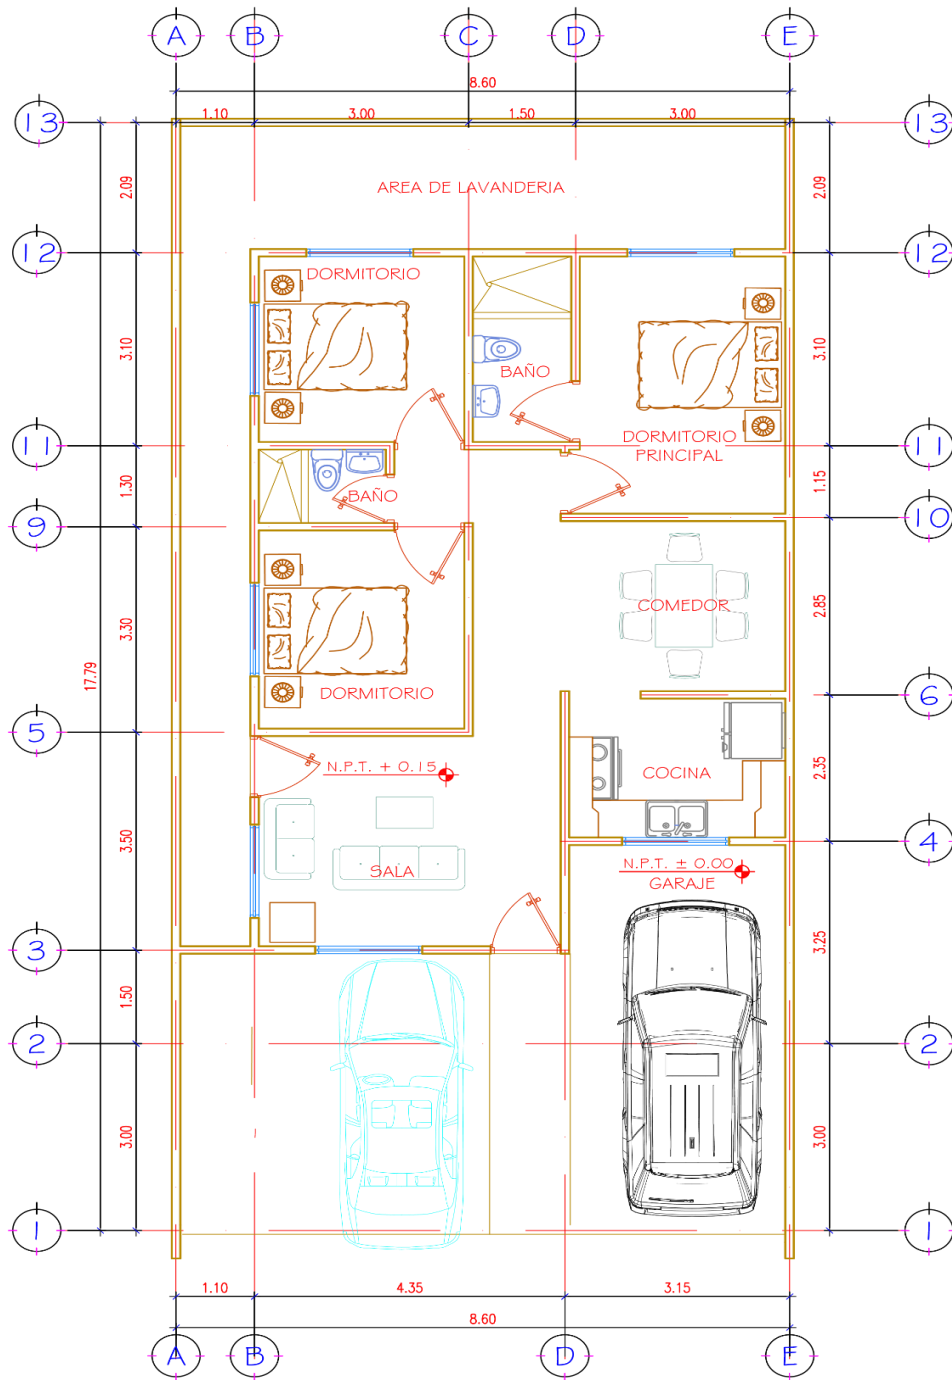 A B C D E
8.60
1.10 3.00 1.50 3.00
13 13
2.09 2.09
AREA DE LAVANDERIA
12 12
DORMITORIO
3.10 3.10
BAÑO
DORMITORIO
PRINCIPAL
11 11
1.30 1.15
BAÑO
9 10
COMEDOR
3.30 2.85
17.79
DORMITORIO
6
5
N.P.T. + 0.15
COCINA
2.35
3.50
4
SALA
N.P.T. ± 0.00
GARAJE
3
3.25
1.50
2 2
3.00 3.00
1 1
1.10 4.35 3.15
8.60
A B D E